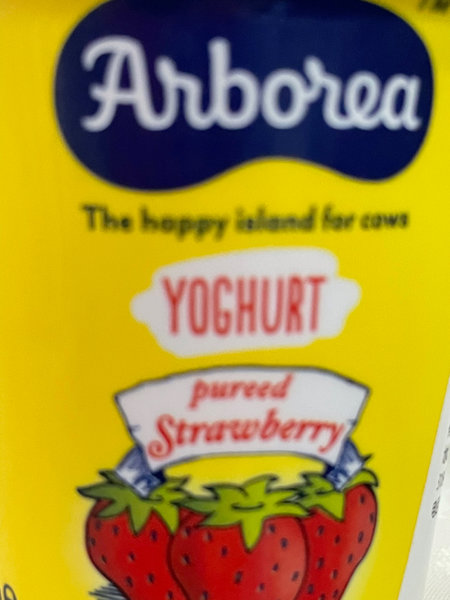 Arborea
The happy island for cows
YOGHURT
pureed
Strawberry